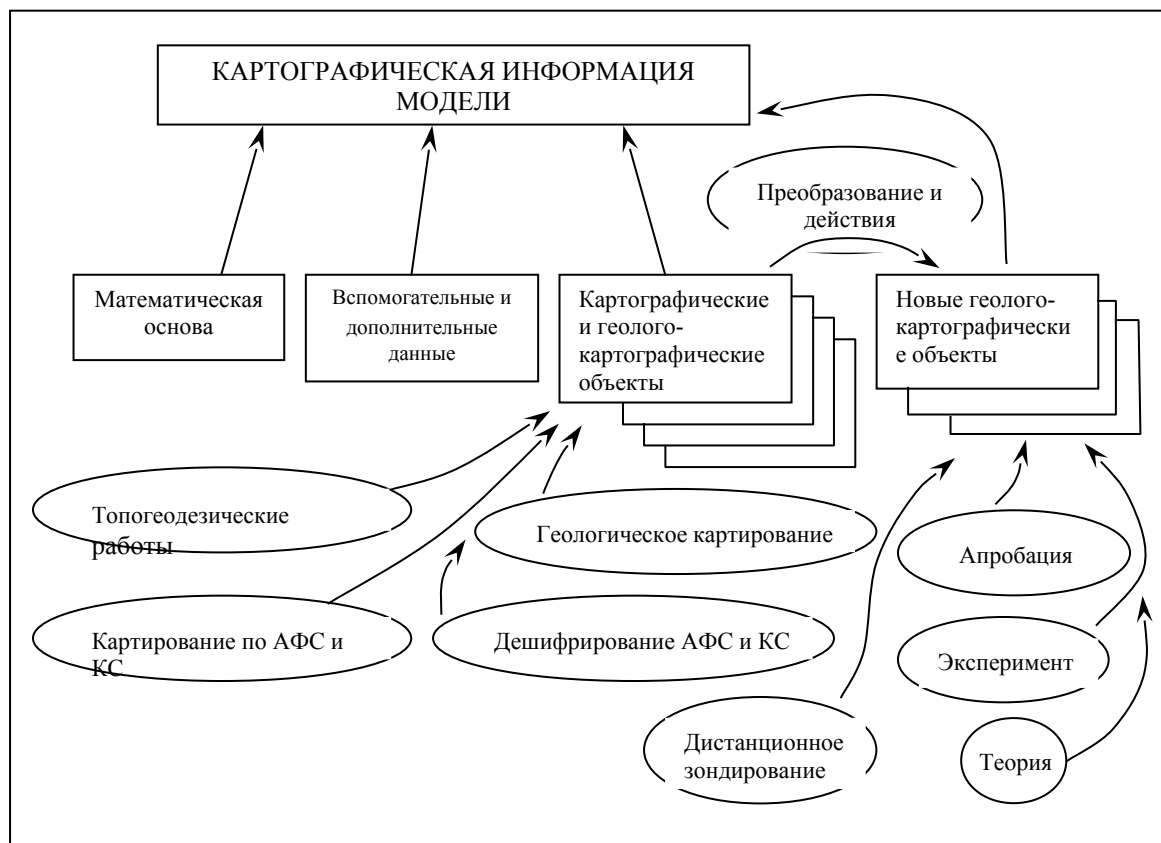 КАРТОГРАФИЧЕСКАЯ ИНФОРМАЦИЯ
МОДЕЛИ
Преобразование и
действия
Математическая
основа
Вспомогательные и
дополнительные
данные
Картографические
и геолого-
картографические
объекты
Новые геолого-
картографически
е объекты
Топогеодезические
работы
Геологическое картирование
Апробация
Картирование по АФС и
КС
Дешифрирование АФС и КС
Эксперимент
Дистанционное
зондирование
Теория